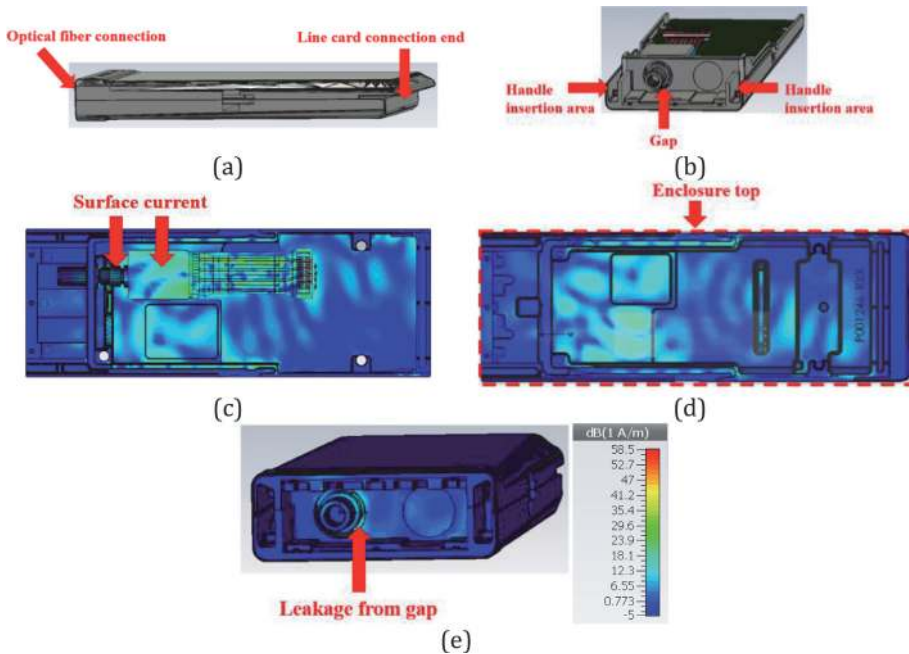 Optical fiber connection
Line card connection end
(a)
Handle
insertion area
Handle
insertion area
Gap
(b)
Surface current
(c)
Enclosure top
(d)
Leakage from gap
(e)
dB(1 A/m)
58.5
52.7
47
41.2
35.4
29.6
23.9
18.1
12.3
6.55
0.773
-5